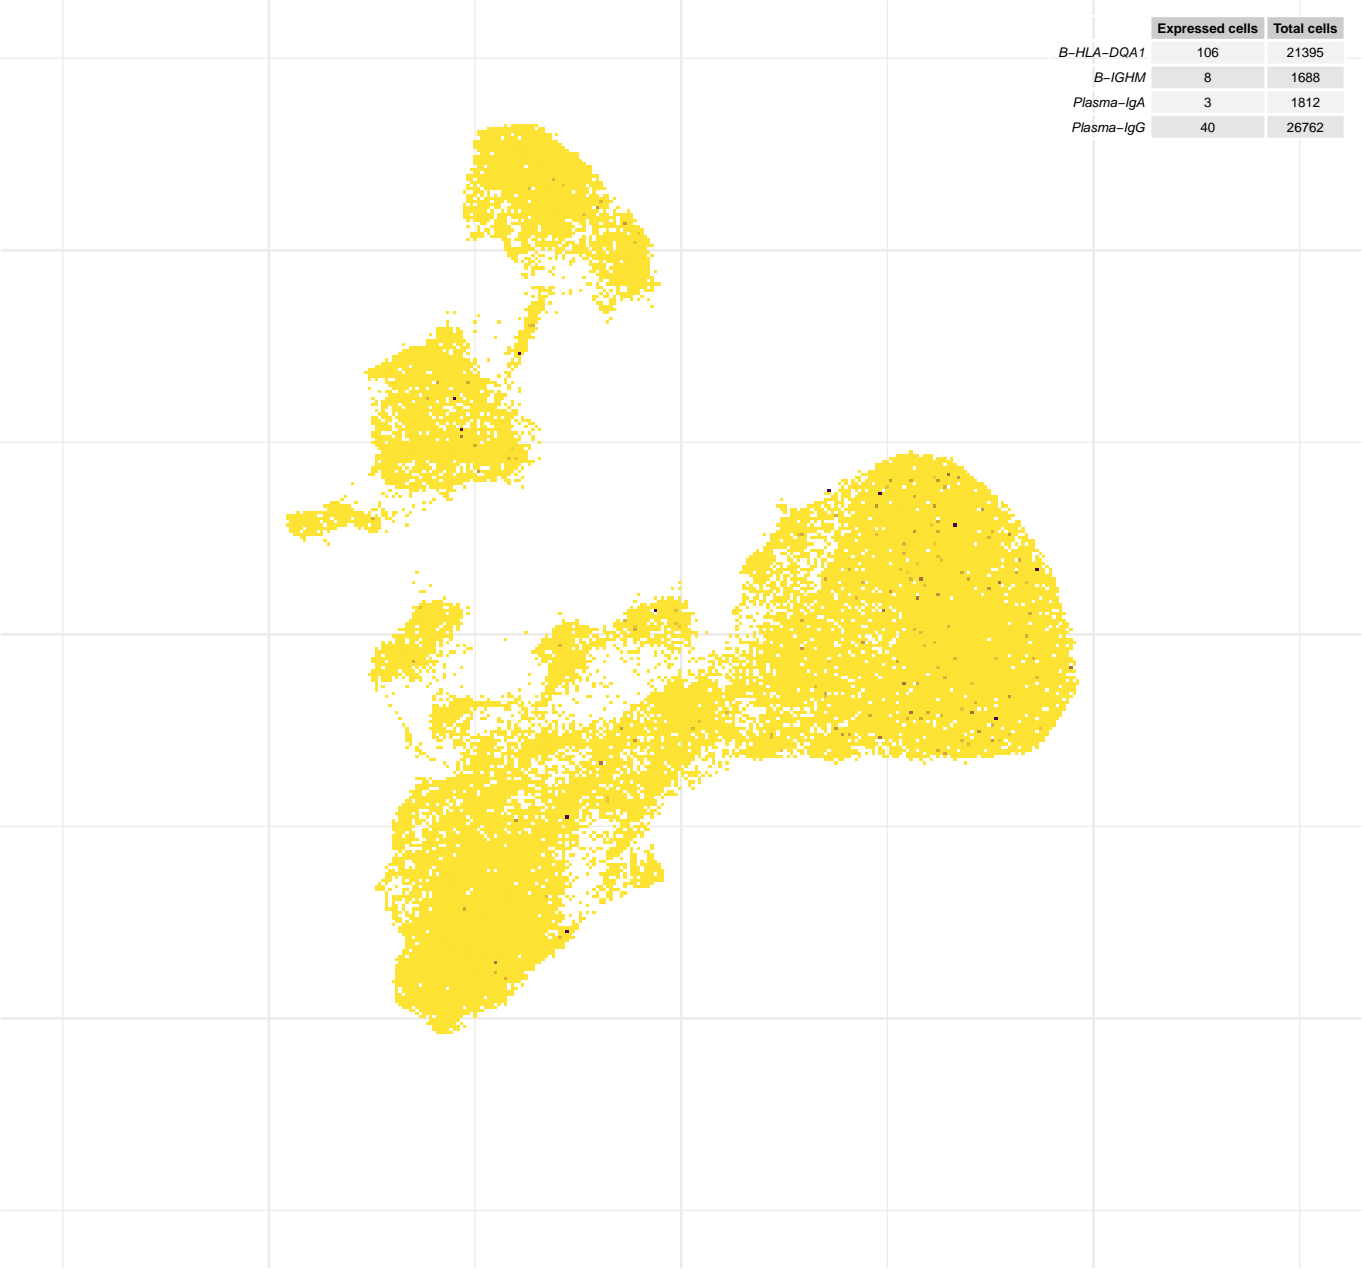 Expressed cells Total cells
B−HLA−DQA1 106 21395
B−IGHM 8 1688
Plasma−IgA 3 1812
Plasma−IgG 40 26762